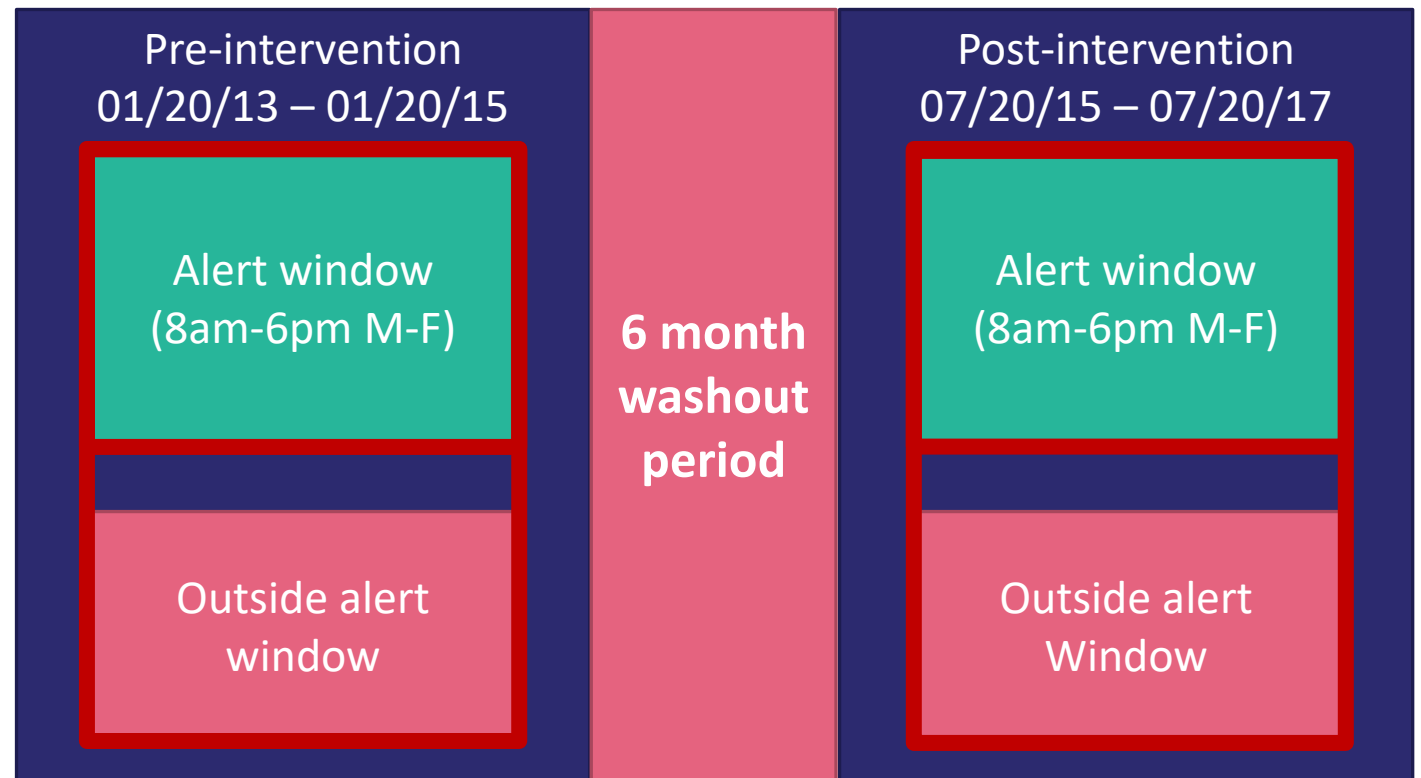 Pre-intervention
01/20/13 – 01/20/15
Alert window
(8am-6pm M-F)
Outside alert
window
6 month
washout
period
Post-intervention
07/20/15 – 07/20/17
Alert window
(8am-6pm M-F)
Outside alert
Window